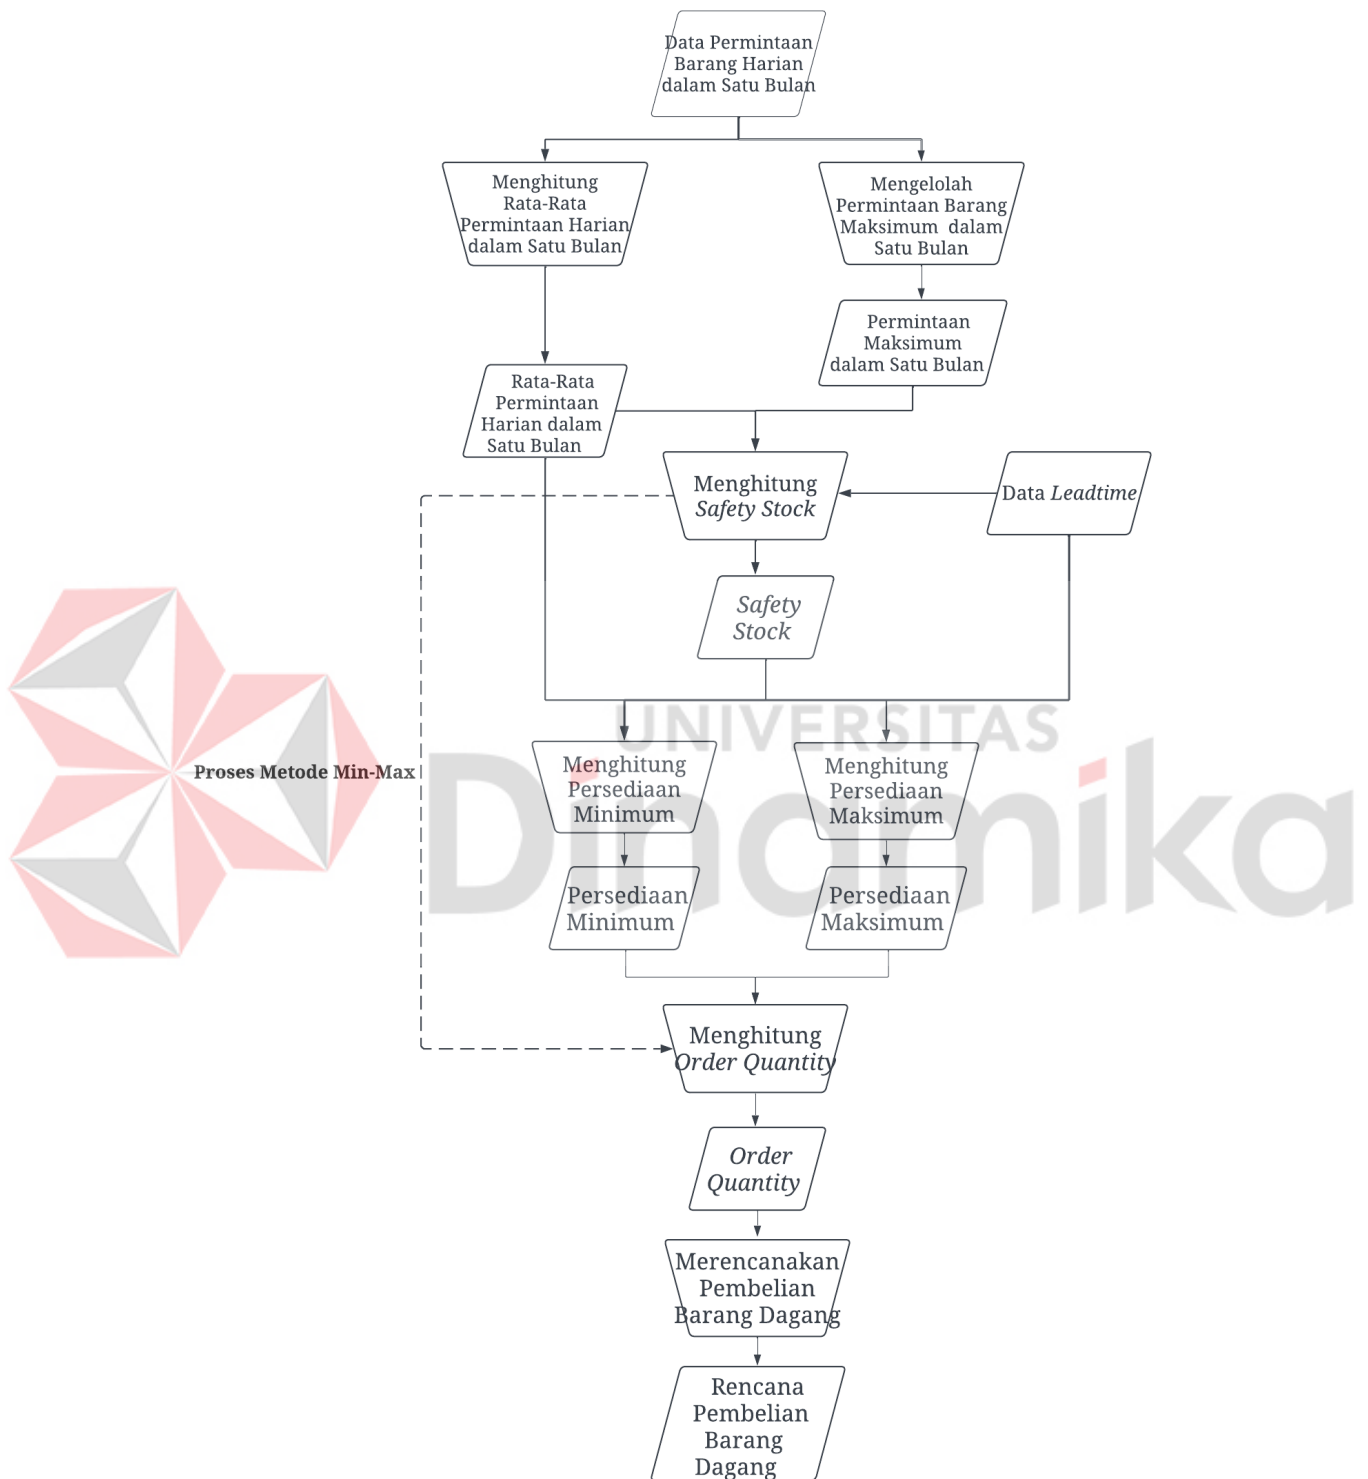 Data Permintaan
Barang Harian
dalam Satu Bulan
Menghitung
Rata-Rata
Permintaan Harian
dalam Satu Bulan
Mengelolah
Permintaan Barang
Maksimum dalam
Satu Bulan
Permintaan
Maksimum
dalam Satu Bulan
Rata-Rata
Permintaan
Harian dalam
Satu Bulan
Menghitung
Safety Stock
Data Leadtime
Safety
Stock
UNIVERSITAS
Dinamika
Proses Metode Min-Max
Menghitung
Persediaan
Minimum
Menghitung
Persediaan
Maksimum
Persediaan
Minimum
Persediaan
Maksimum
Menghitung
Order Quantity
Order
Quantity
Merencanakan
Pembelian
Barang Dagang
Rencana
Pembelian
Barang
Dagang